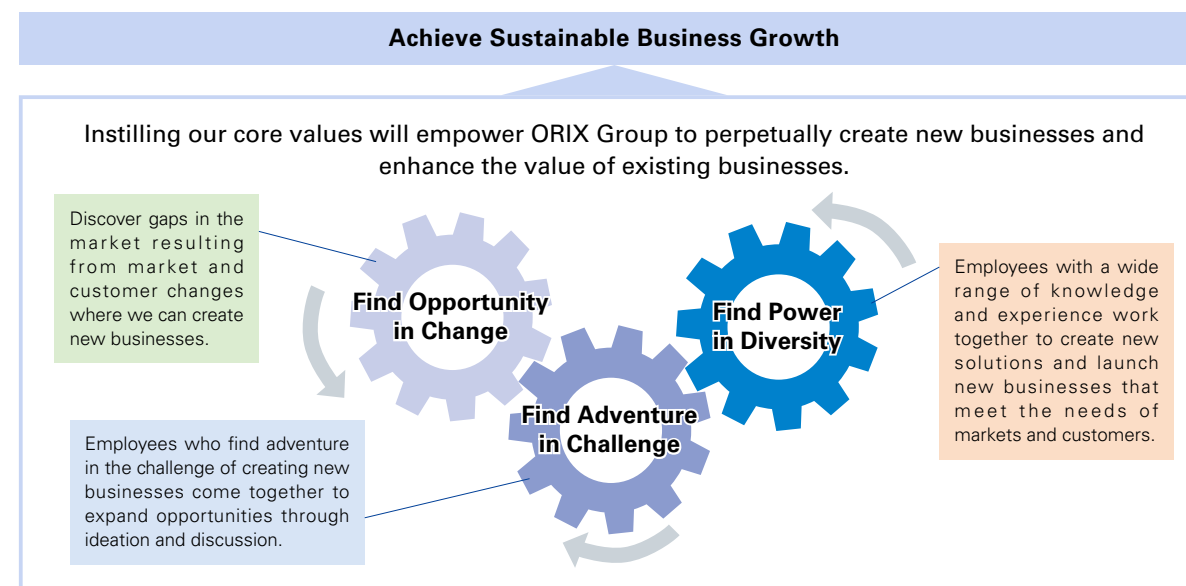 Achieve Sustainable Business Growth
Instilling our core values will empower ORIX Group to perpetually create new businesses and
enhance the value of existing businesses.
Discover gaps in the
market resulting
from market and
customer changes
where we can create
new businesses.
Find Opportunity
in Change
Find Power
in Diversity
Employees with a wide
range of knowledge
and experience work
together to create new
solutions and launch
new businesses that
meet the needs of
markets and customers.
Find Adventure
in Challenge
Employees who find adventure
in the challenge of creating new
businesses come together to
expand opportunities through
ideation and discussion.